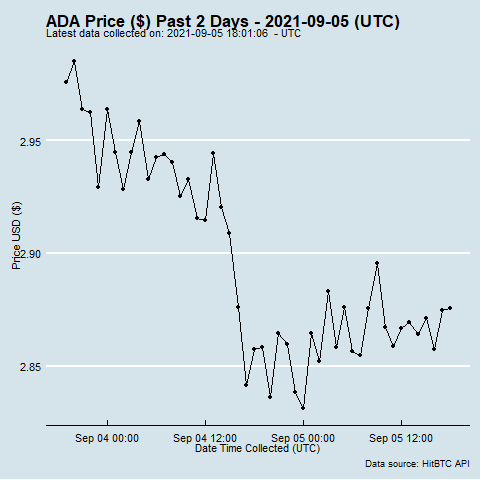 ADA Price ($) Past 2 Days - 2021-09-05 (UTC)
Latest data collected on: 2021-09-05 18:01:06  - UTC
Price USD ($)
2.95
2.90
2.85
Sep 04 00:00
Sep 04 12:00
Sep 05 00:00
Sep 05 12:00
Date Time Collected (UTC)
Data source: HitBTC API